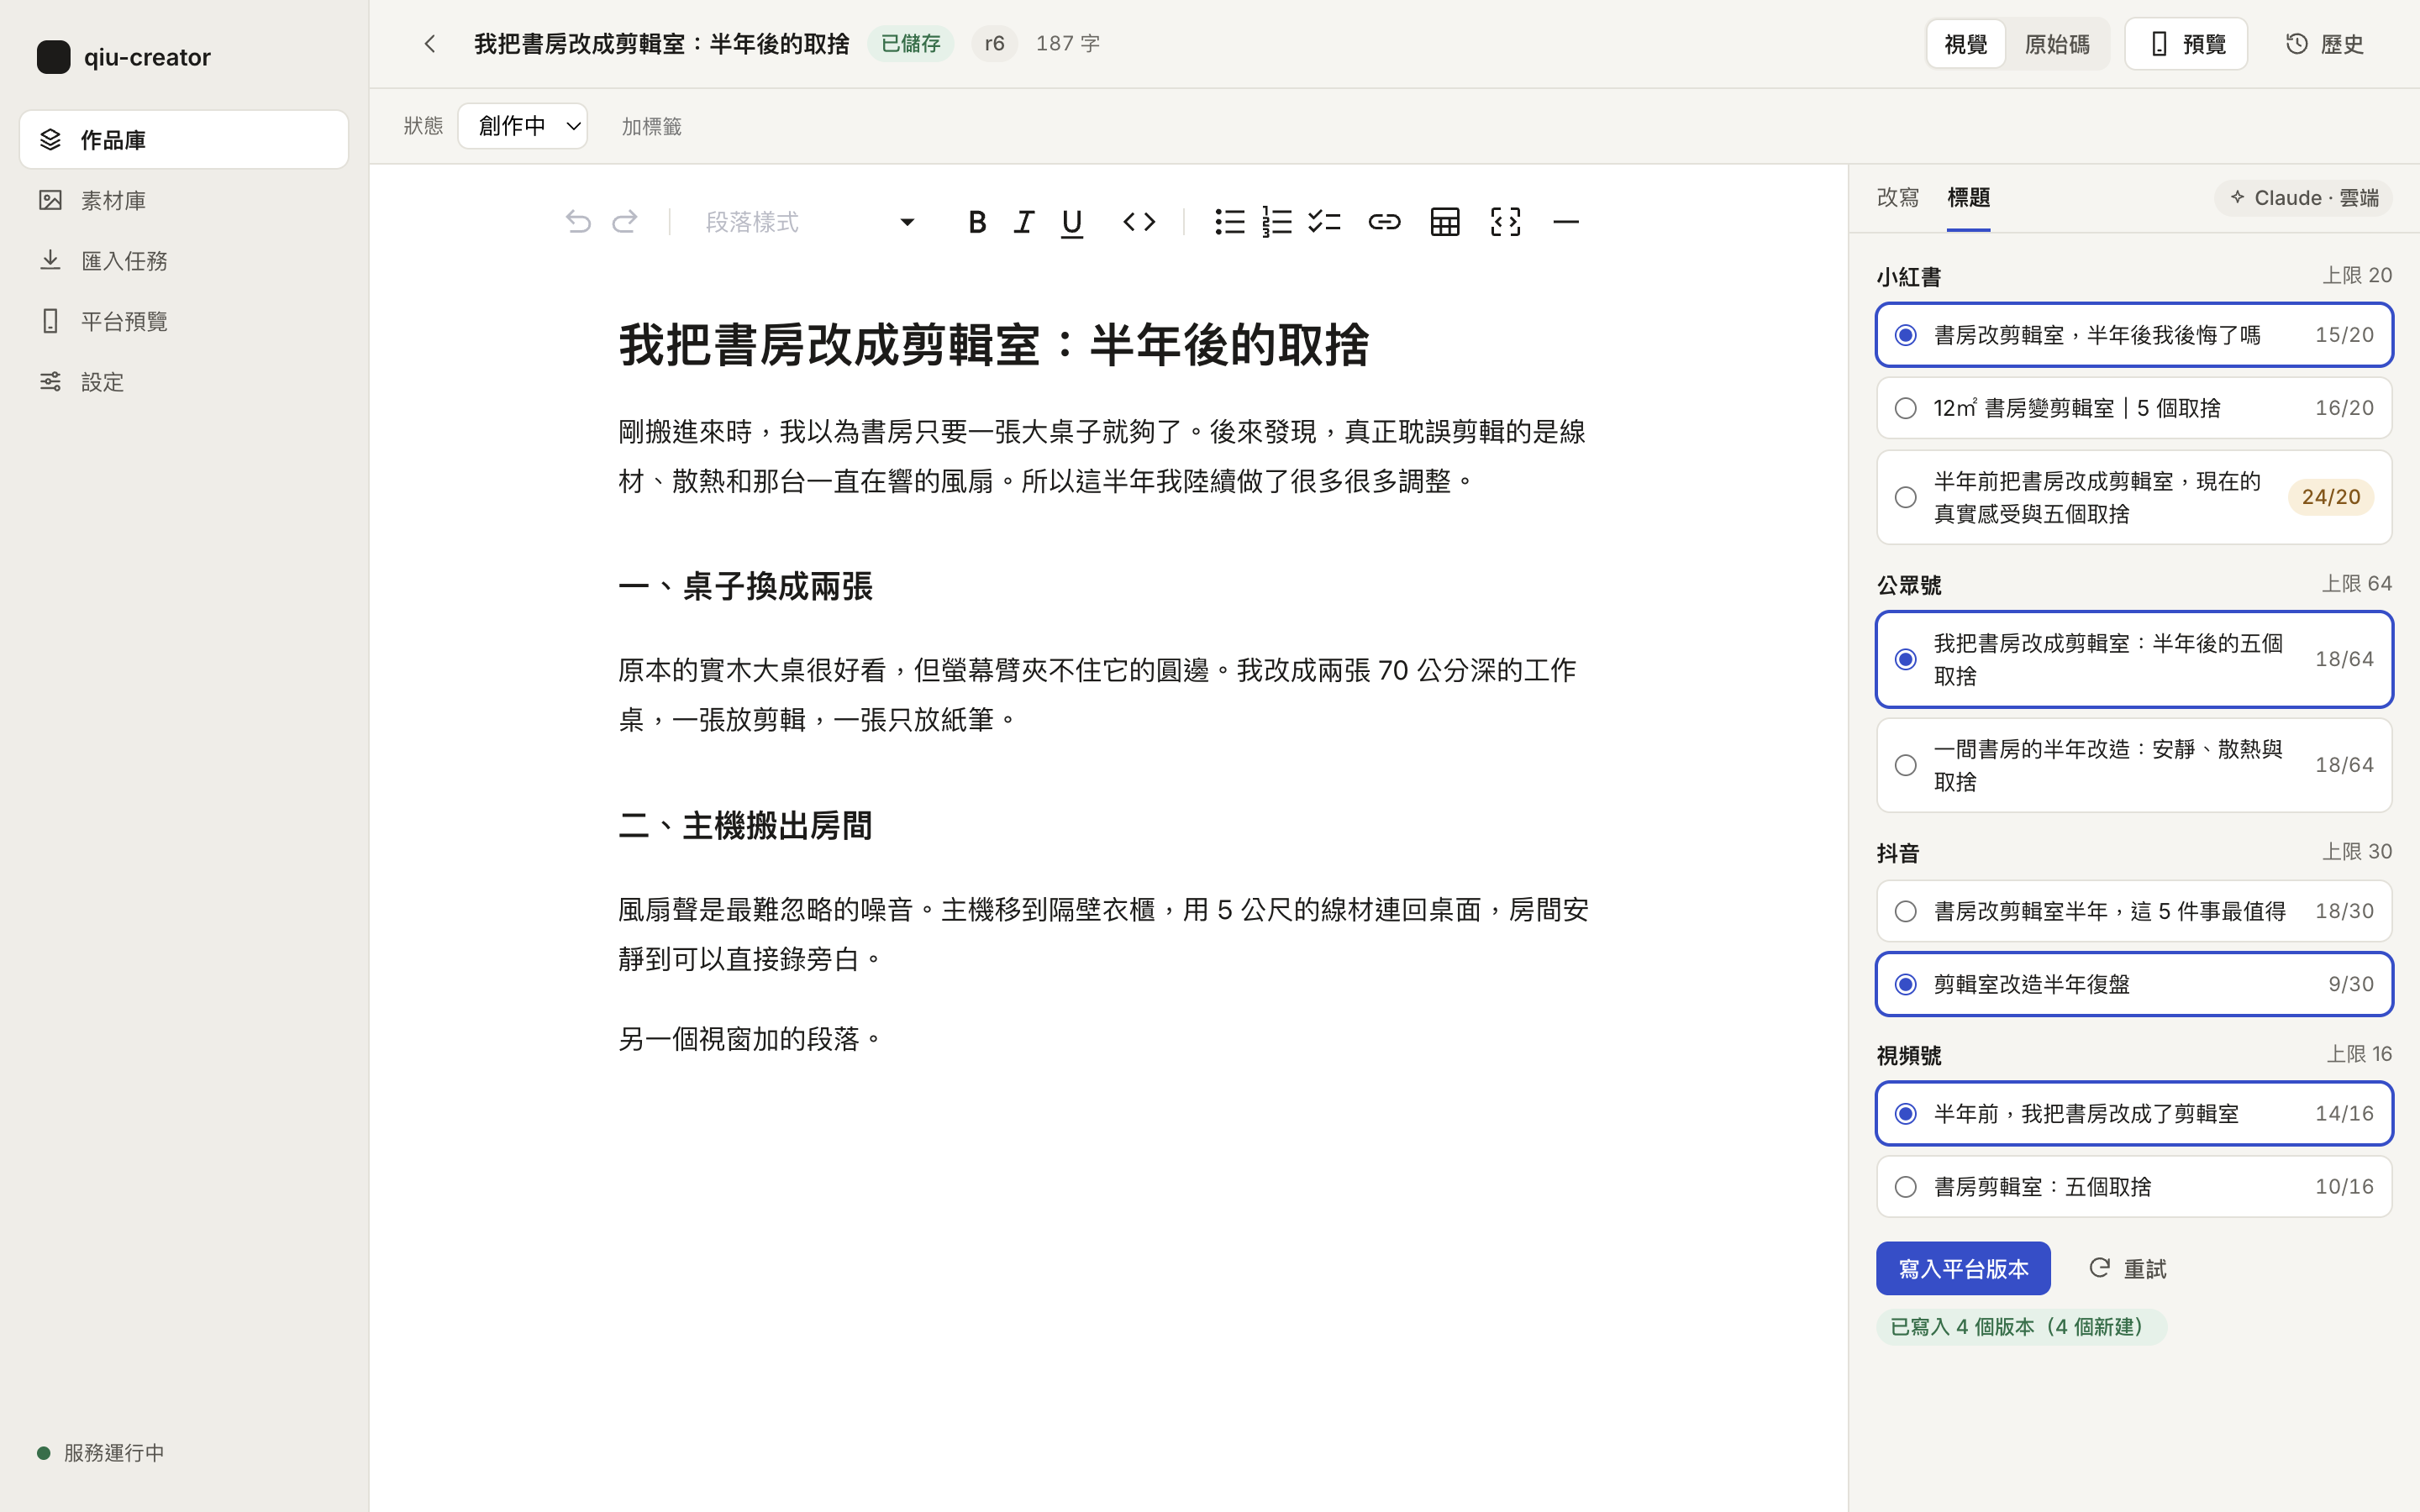 qiu-creator
作品庫
素材庫
匯入任務
平台預覽
設定
服務運行中
我把書房改成剪輯室：半年後的取捨
已儲存
r6
187 字
視覺
原始碼
預覽
歷史
狀態
創作中
加標籤
段落樣式
B
I
U
我把書房改成剪輯室：半年後的取捨
剛搬進來時，我以為書房只要一張大桌子就夠了。後來發現，真正耽誤剪輯的是線
材、散熱和那台一直在響的風扇。所以這半年我陸續做了很多很多調整。
一、桌子換成兩張
原本的實木大桌很好看，但螢幕臂夾不住它的圓邊。我改成兩張 70 公分深的工作
桌，一張放剪輯，一張只放紙筆。
二、主機搬出房間
風扇聲是最難忽略的噪音。主機移到隔壁衣櫃，用 5 公尺的線材連回桌面，房間安
靜到可以直接錄旁白。
另一個視窗加的段落。
改寫
標題
Claude · 雲端
小紅書
上限 20
書房改剪輯室，半年後我後悔了嗎
15/20
12㎡ 書房變剪輯室｜5 個取捨
16/20
半年前把書房改成剪輯室，現在的
真實感受與五個取捨
24/20
公眾號
上限 64
我把書房改成剪輯室：半年後的五個
取捨
18/64
一間書房的半年改造：安靜、散熱與
取捨
18/64
抖音
上限 30
書房改剪輯室半年，這 5 件事最值得
18/30
剪輯室改造半年復盤
9/30
視頻號
上限 16
半年前，我把書房改成了剪輯室
14/16
書房剪輯室：五個取捨
10/16
寫入平台版本
重試
已寫入 4 個版本（4 個新建）